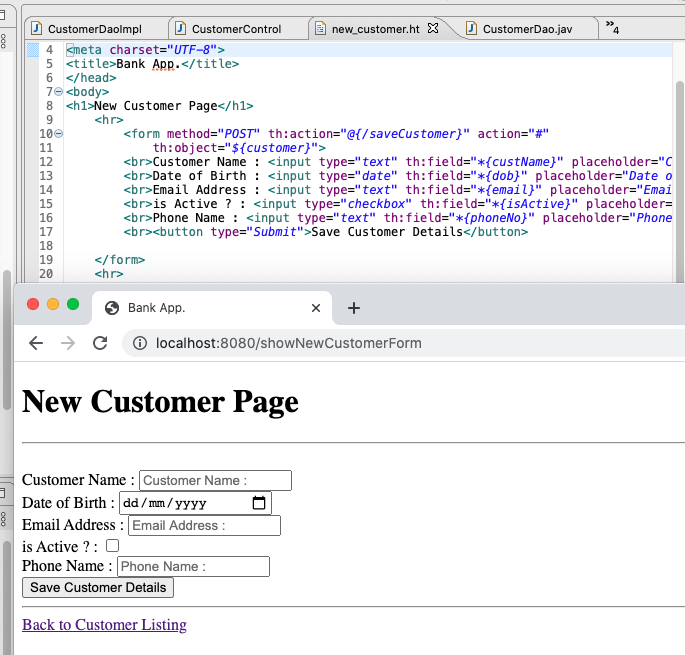 CustomerDaoImpl CustomerControl new_customer.ht CustomerDao.jav »4
4 <meta charset="UTF-8">
5 <title>Bank App.</title>
6 </head>
7 <body>
8 <h1>New Customer Page</h1>
9 <hr>
10 <form method="POST" th:action="@{/saveCustomer}" action="#"
11 th:object="${customer}">
12 <br>Customer Name : <input type="text" th:field="*{custName}" placeholder="C
13 <br>Date of Birth : <input type="date" th:field="*{dob}" placeholder="Date o
14 <br>Email Address : <input type="text" th:field="*{email}" placeholder="Emai
15 <br>is Active ? : <input type="checkbox" th:field="*{isActive}" placeholder=
16 <br>Phone Name : <input type="text" th:field="*{phoneNo}" placeholder="Phone
17 <br><button type="Submit">Save Customer Details</button>
18
19 </form>
20 <hr>
Bank App.
localhost:8080/showNewCustomerForm
New Customer Page
Customer Name : Customer Name :
Date of Birth : dd/mm/yyyy
Email Address : Email Address :
is Active ? :
Phone Name : Phone Name :
Save Customer Details
Back to Customer Listing